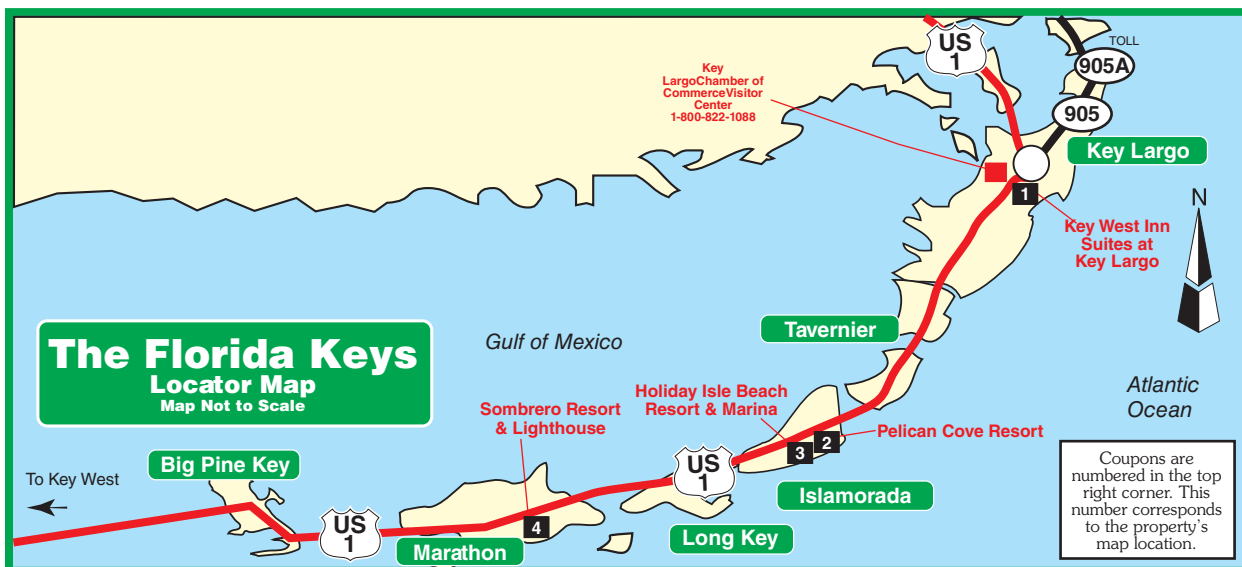 US
1
TOLL
905A
905
Key
LargoChamber of
CommerceVisitor
Center
1-800-822-1088
Key Largo
1
N
Key West Inn
Suites at
Key Largo
The Florida Keys
Locator Map
Map Not to Scale
Gulf of Mexico
Tavernier
Atlantic
Ocean
Holiday Isle Beach
Resort & Marina
Sombrero Resort
& Lighthouse
3
2
Pelican Cove Resort
Big Pine Key
To Key West
US
1
Islamorada
Coupons are
numbered in the top
right corner. This
number corresponds
to the property's
map location.
US
1
4
Marathon
Long Key